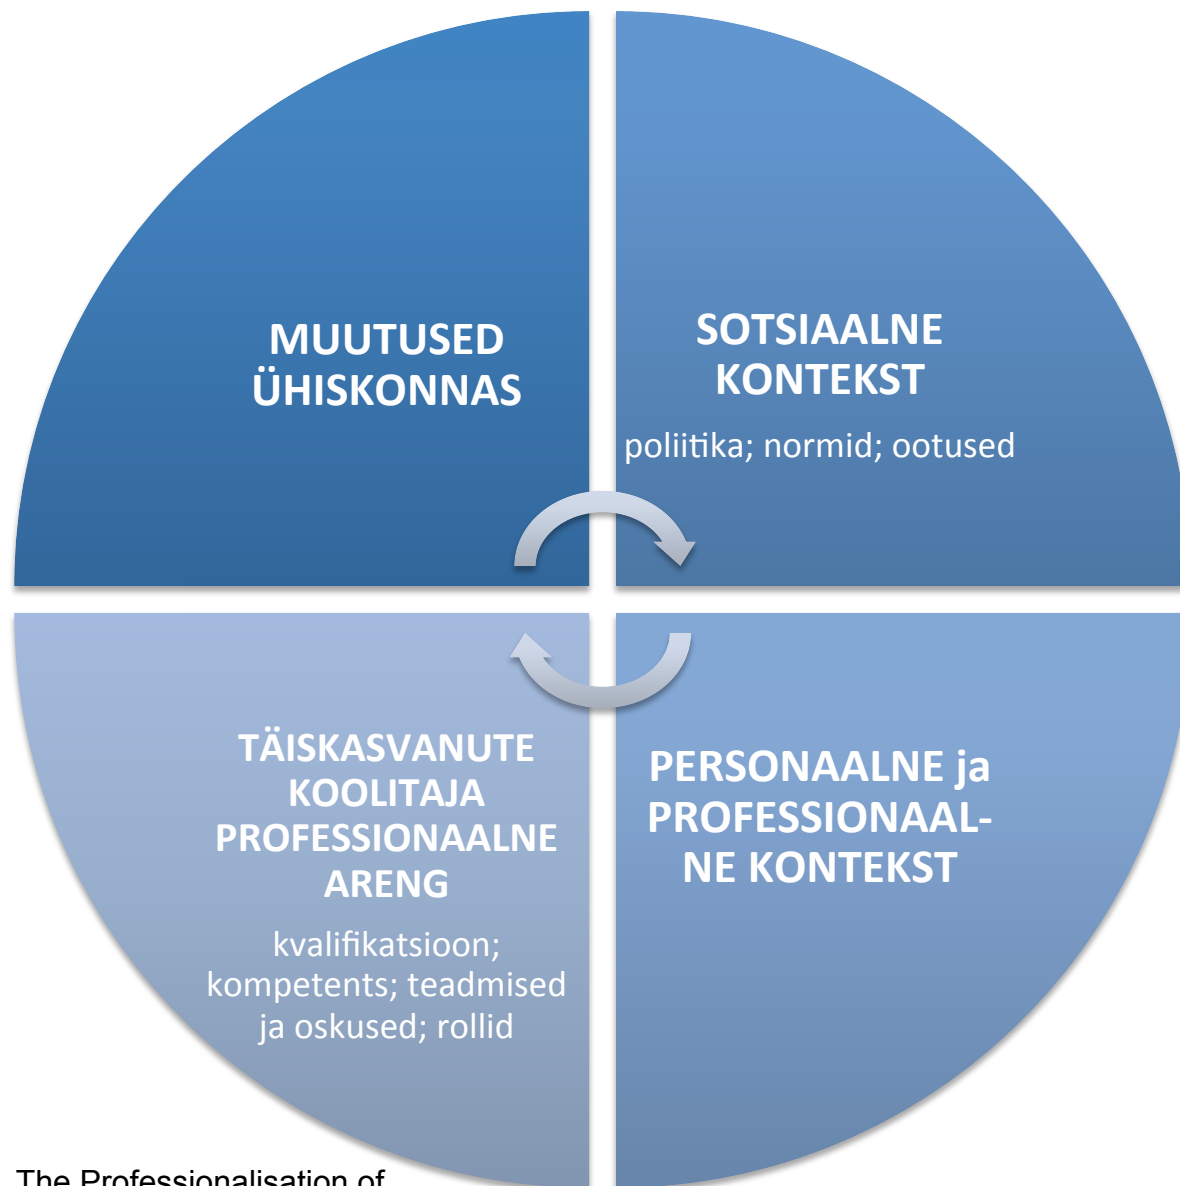 MUUTUSED
ÜHISKONNAS
SOTSIAALNE
KONTEKST
poliitika; normid; ootused
TÄISKASVANUTE
KOOLITAJA
PROFESSIONAALNE
ARENG
kvalifikatsioon;
kompetents; teadmised
ja oskused; rollid
PERSONAALNE ja
PROFESSIONAAL-
NE KONTEKST
The Professionalisation of